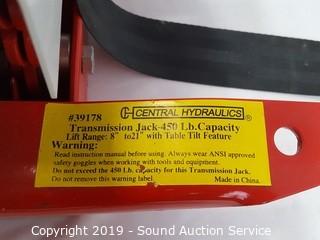 #39178
CENTRAL HYDRAULICS®
Transmission Jack-450 Lb.Capacity
Lift Range: 8" to21" with Table Tilt Feature
Warning:
Read instruction manual before using. Always wear ANSI approved
safety goggles when working with tools and equipment.
Do not exceed the 450 lb. capacity for this Transmission Jack.
Do not remove this warning label. Made in China.
Copyright 2019 - Sound Auction Service